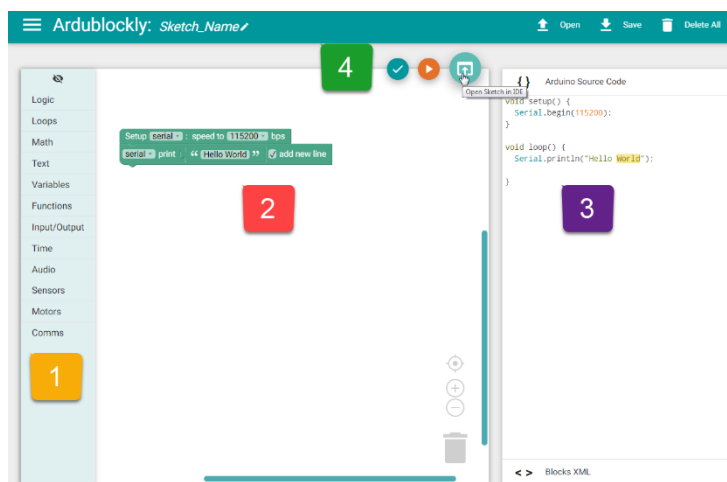 Ardublockly: Sketch_Name
Open Save Delete All
4
Open Sketch in IDE
Logic
Loops
Math
Text
Variables
Functions
Input/Output
Time
Audio
Sensors
Motors
Comms
1
Setup serial : speed to 115200 bps
serial print “ Hello World ” add new line
2
{ } Arduino Source Code
void setup() {
Serial.begin(115200);
}
void loop() {
Serial.println("Hello World");
}
3
< > Blocks XML